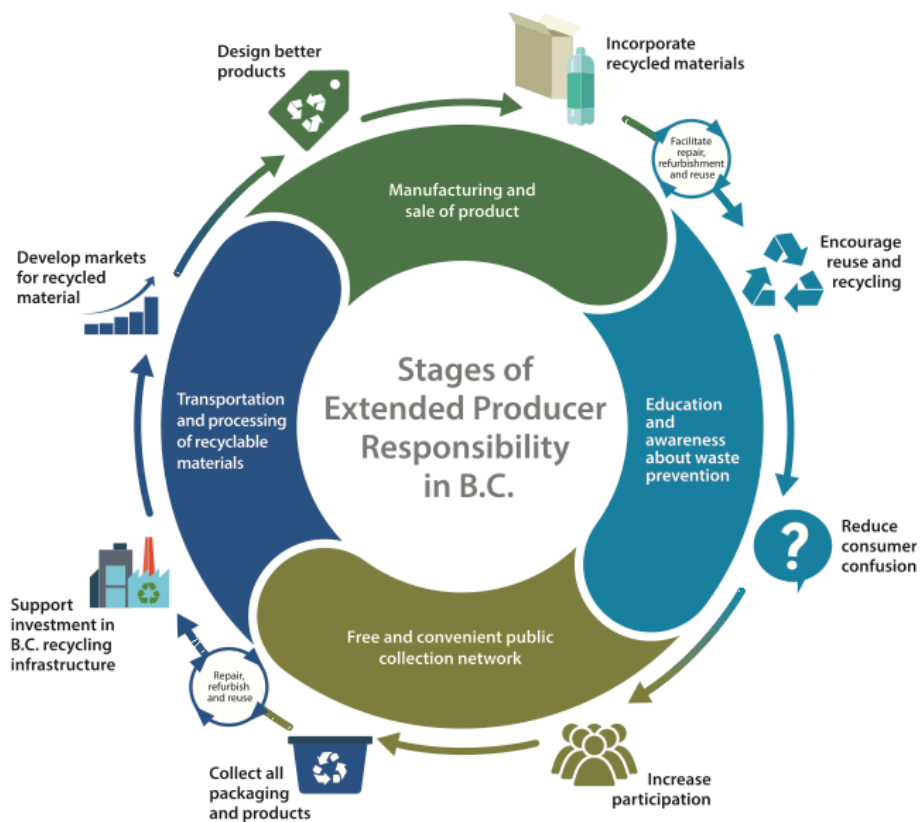 Stages of
Extended Producer
Responsibility
in B.C.
Manufacturing and
sale of product
Design better
products
Incorporate
recycled materials
Facilitate
repair,
refurbishment
and reuse
Education
and
awareness
about waste
prevention
Encourage
reuse and
recycling
Reduce
consumer
confusion
?
Free and convenient public
collection network
Increase
participation
Collect all
packaging
and products
Repair,
refurbish
and reuse
Transportation
and processing
of recyclable
materials
Support
investment in
B.C. recycling
infrastructure
Develop markets
for recycled
material